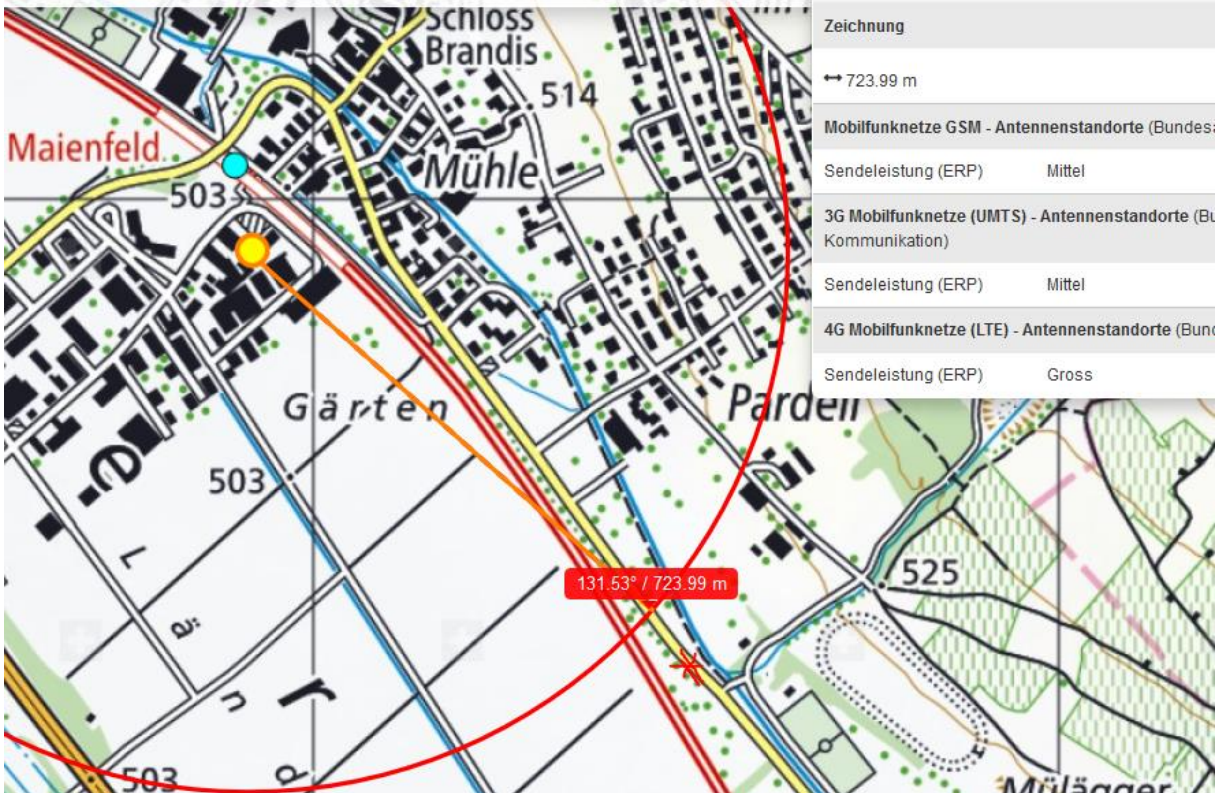 Schloss
Brandis
514
Maienfeld
Mühle
503
Gärten
503
Pardell
e
L
ä
n
r
d
525
503
Mülägger
131.53° / 723.99 m
Zeichnung
↔ 723.99 m
Mobilfunknetze GSM - Antennenstandorte (Bundesa
Sendeleistung (ERP) Mittel
3G Mobilfunknetze (UMTS) - Antennenstandorte (Bu
Kommunikation)
Sendeleistung (ERP) Mittel
4G Mobilfunknetze (LTE) - Antennenstandorte (Bund
Sendeleistung (ERP) Gross